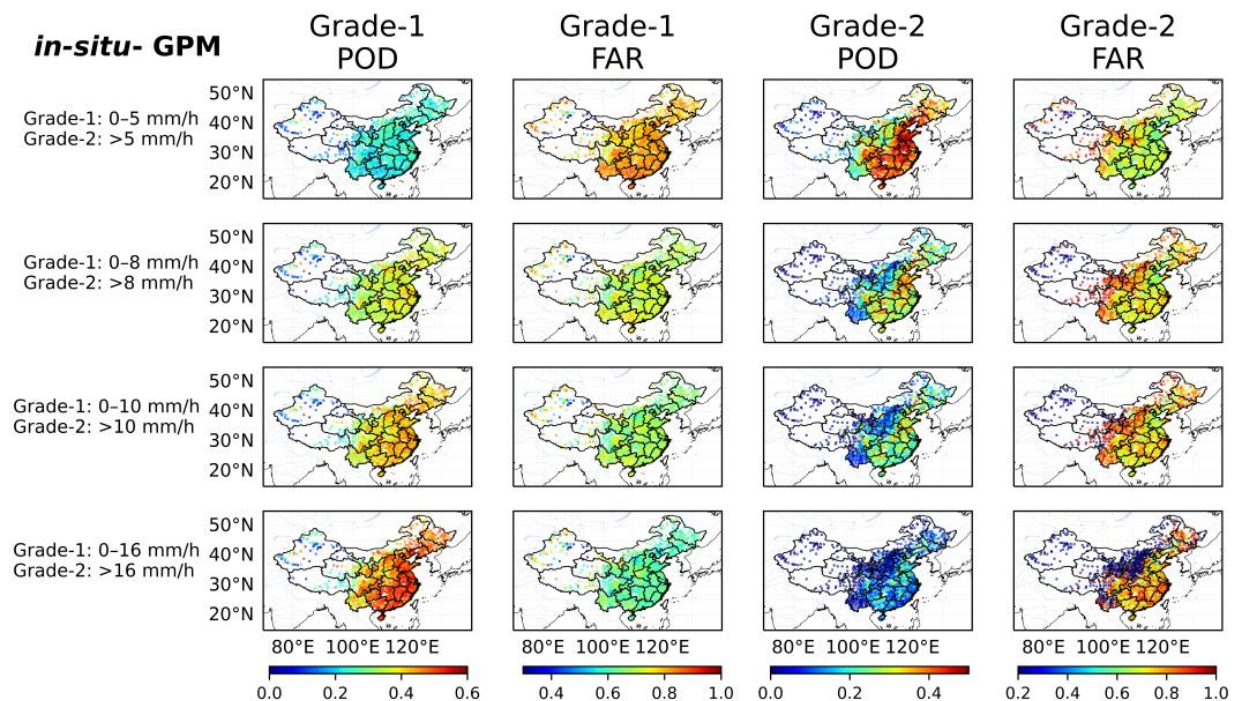 in-situ- GPM
Grade-1
POD
Grade-1
FAR
Grade-2
POD
Grade-2
FAR
Grade-1: 0–5 mm/h
Grade-2: >5 mm/h
50°N
40°N
30°N
20°N
Grade-1: 0–8 mm/h
Grade-2: >8 mm/h
50°N
40°N
30°N
20°N
Grade-1: 0–10 mm/h
Grade-2: >10 mm/h
50°N
40°N
30°N
20°N
Grade-1: 0–16 mm/h
Grade-2: >16 mm/h
50°N
40°N
30°N
20°N
80°E 100°E 120°E 80°E 100°E 120°E 80°E 100°E 120°E 80°E 100°E 120°E
0.0 0.2 0.4 0.6 0.4 0.6 0.8 1.0 0.0 0.2 0.4 0.2 0.4 0.6 0.8 1.0